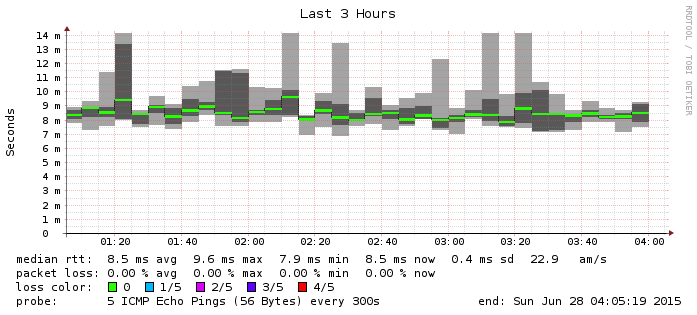 Last 3 Hours
RRDTOOL / TOBI OETIKER
Seconds
14 m
13 m
12 m
11 m
10 m
9 m
8 m
7 m
6 m
5 m
4 m
3 m
2 m
1 m
0
01:20 01:40 02:00 02:20 02:40 03:00 03:20 03:40 04:00
median rtt: 8.5 ms avg 9.6 ms max 7.9 ms min 8.5 ms now 0.4 ms sd 22.9 am/s
packet loss: 0.00 % avg 0.00 % max 0.00 % min 0.00 % now
loss color: 0 1/5 2/5 3/5 4/5
probe: 5 ICMP Echo Pings (56 Bytes) every 300s end: Sun Jun 28 04:05:19 2015